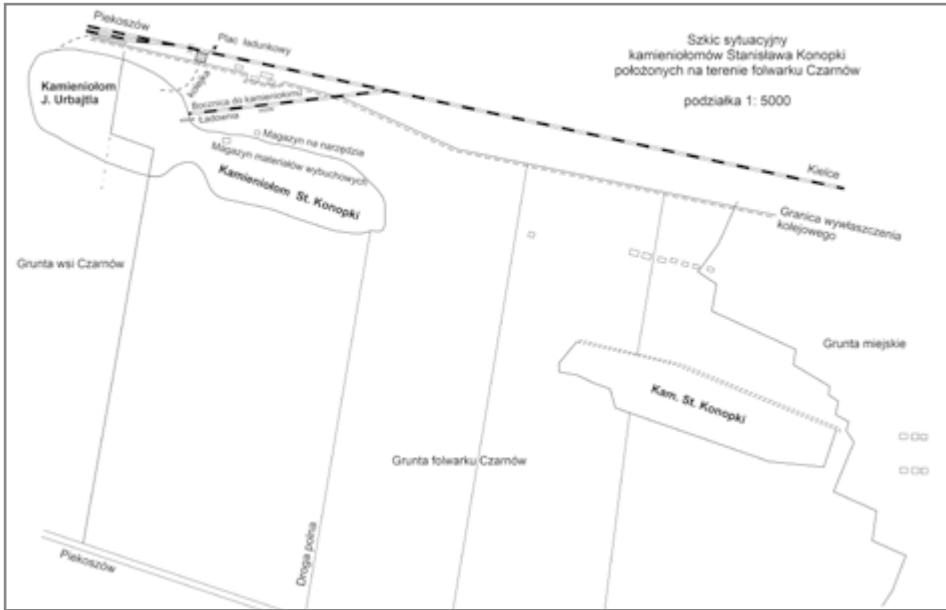 Piekoszów
Plac ładunkowy
Szkic sytuacyjny
kamieniołomów Stanisława Konopki
położonych na terenie folwarku Czarnów
podziałka 1: 5000
Kamieniołom
J. Urbajtla
Kolejka
Bocznica do kamieniołomu
Ładownia
Magazyn na narzędzia
Magazyn materiałów wybuchowych
Kamieniołom St. Konopki
Kielce
Granica wywłaszczenia
kolejowego
Grunta wsi Czarnów
Grunta miejskie
Kam. St. Konopki
Grunta folwarku Czarnów
Droga polna
Piekoszów